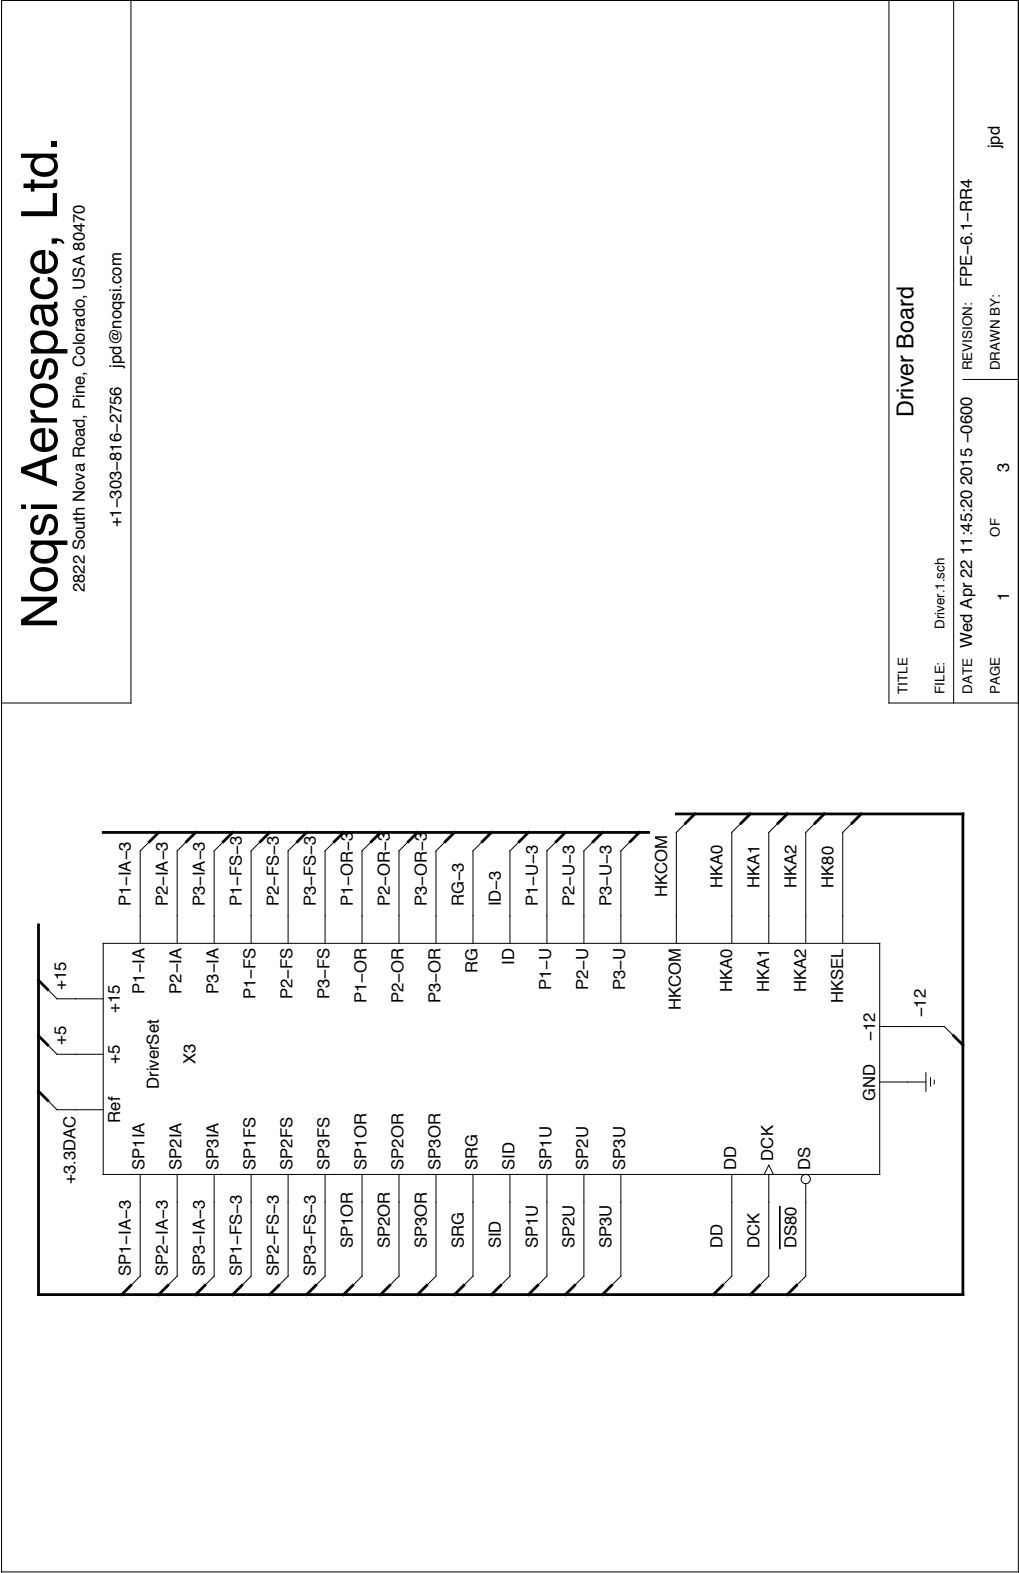 Noqsi Aerospace, Ltd.
2822 South Nova Road, Pine, Colorado, USA 80470
+1−303−816−2756 jpd@noqsi.com
+3.3DAC
+5
+15
Ref
+5
+15
DriverSet
X3
SP1−IA−3
SP2−IA−3
SP3−IA−3
SP1−FS−3
SP2−FS−3
SP3−FS−3
SP1OR
SP2OR
SP3OR
SRG
SID
SP1U
SP2U
SP3U
DD
DCK
DS80
SP1IA
SP2IA
SP3IA
SP1FS
SP2FS
SP3FS
SP1OR
SP2OR
SP3OR
SRG
SID
SP1U
SP2U
SP3U
DD
DCK
DS
P1−IA
P2−IA
P3−IA
P1−FS
P2−FS
P3−FS
P1−OR
P2−OR
P3−OR
RG
ID
P1−U
P2−U
P3−U
HKCOM
HKA0
HKA1
HKA2
HKSEL
P1−IA−3
P2−IA−3
P3−IA−3
P1−FS−3
P2−FS−3
P3−FS−3
P1−OR−3
P2−OR−3
P3−OR−3
RG−3
ID−3
P1−U−3
P2−U−3
P3−U−3
HKCOM
HKA0
HKA1
HKA2
HK80
GND
−12
−12
TITLE
Driver Board
FILE: Driver.1.sch
DATE Wed Apr 22 11:45:20 2015 −0600
REVISION: FPE−6.1−RR4
PAGE 1 OF 3
DRAWN BY: jpd